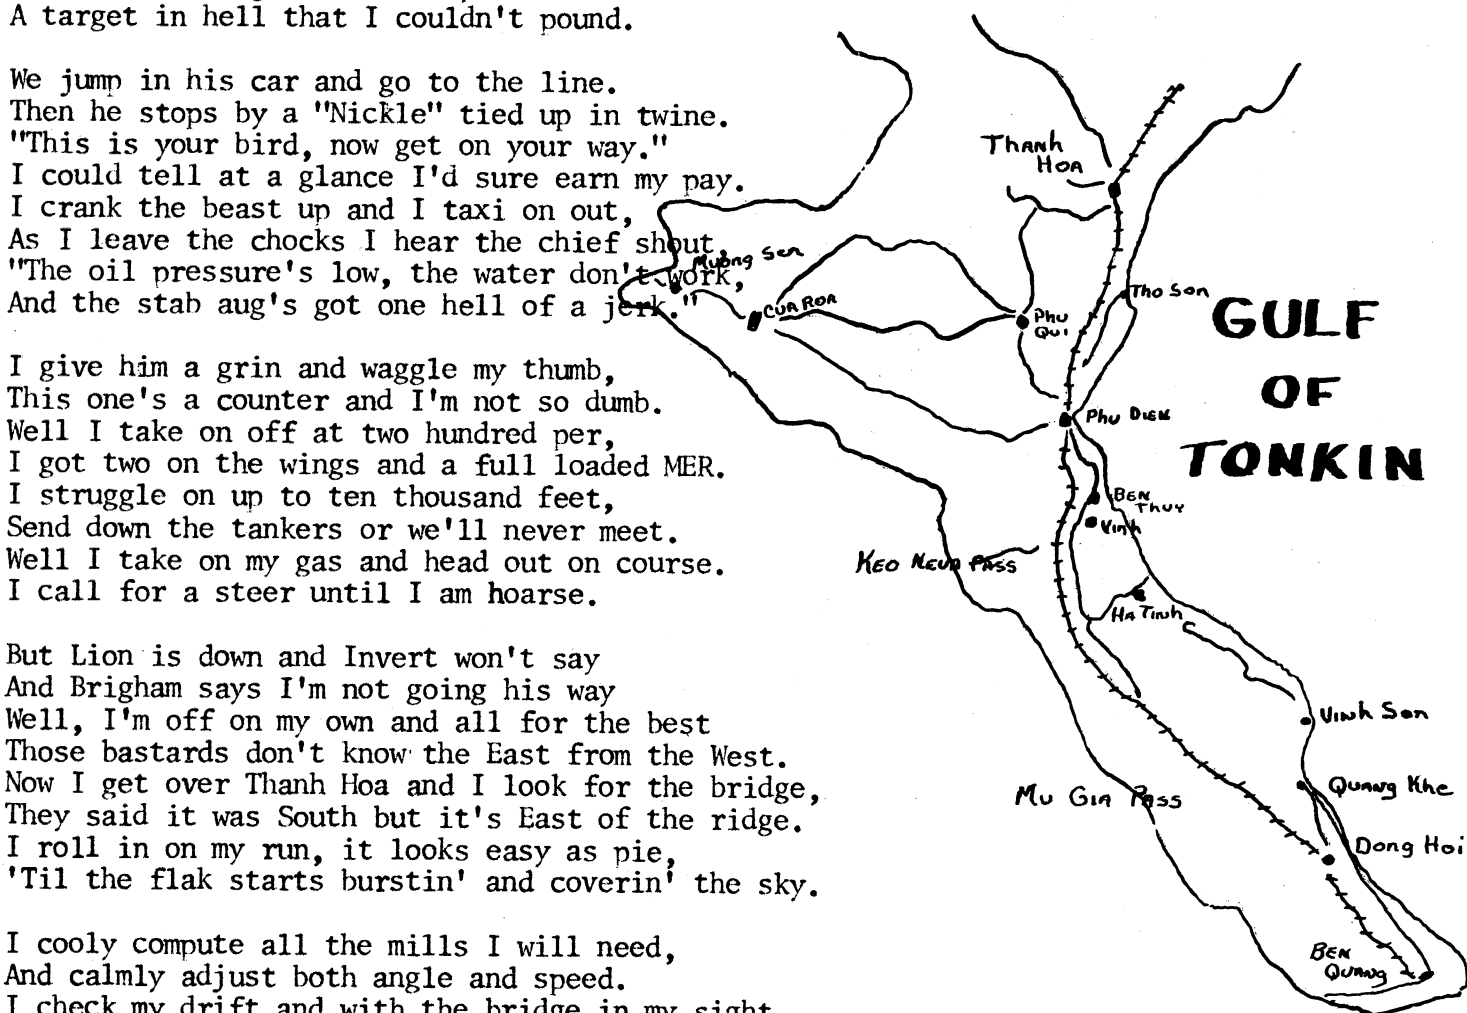 A target in hell that I couldn't pound.
We jump in his car and go to the line.
Then he stops by a "Nickle" tied up in twine.
"This is your bird, now get on your way."
I could tell at a glance I'd sure earn my pay.
I crank the beast up and I taxi on out,
As I leave the chocks I hear the chief shout,
"The oil pressure's low, the water don't work,
And the stab aug's got one hell of a jerk."
I give him a grin and waggle my thumb,
This one's a counter and I'm not so dumb.
Well I take on off at two hundred per,
I got two on the wings and a full loaded MER.
I struggle on up to ten thousand feet,
Send down the tankers or we'll never meet.
Well I take on my gas and head out on course.
I call for a steer until I am hoarse.
But Lion is down and Invert won't say
And Brigham says I'm not going his way
Well, I'm off on my own and all for the best
Those bastards don't know the East from the West.
Now I get over Thanh Hoa and I look for the bridge,
They said it was South but it's East of the ridge.
I roll in on my run, it looks easy as pie,
'Til the flak starts burstin' and coverin' the sky.
I cooly compute all the mills I will need,
And calmly adjust both angle and speed.
I check my drift and with the bridge in my sight
THANH
HOA
Muong Sen
CUA ROA
PHU
QUI
Tho Son
GULF
OF
TONKIN
PHU DIEN
BEN
THUY
Vinh
KEO NEUA PASS
HA TINH
VINH SON
MU GIA PASS
QUANG KHE
DONG HOI
BEN
QUANG